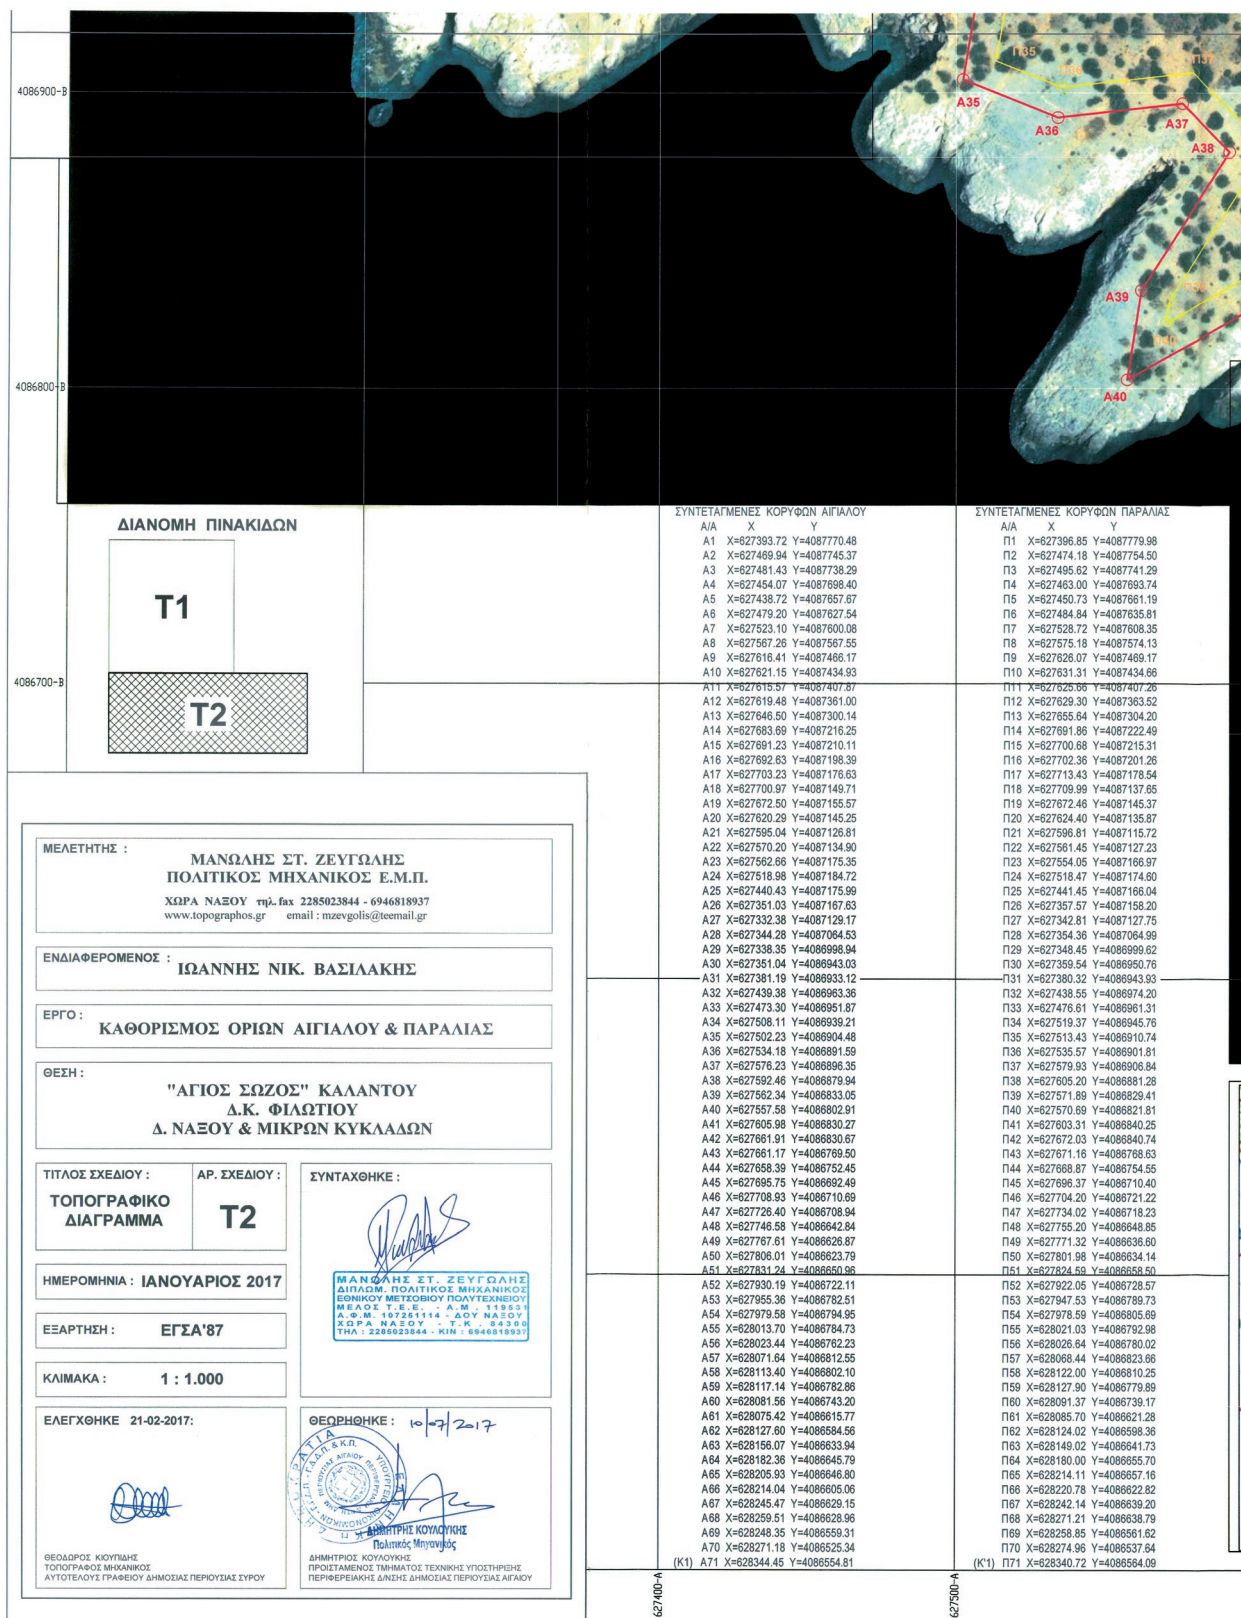 Π35
Π36
Π37
4086900-B
A35
A36
A37
A38
A39
Π39
Π40
4086800-B
A40
ΔΙΑΝΟΜΗ ΠΙΝΑΚΙΔΩΝ
T1
4086700-B
T2
ΣΥΝΤΕΤΑΓΜΕΝΕΣ ΚΟΡΥΦΩΝ ΑΙΓΙΑΛΟΥ
A/A X Y
A1 X=627393.72 Y=4087770.48
A2 X=627469.94 Y=4087745.37
A3 X=627481.43 Y=4087738.29
A4 X=627454.07 Y=4087698.40
A5 X=627438.72 Y=4087657.67
A6 X=627479.20 Y=4087627.54
A7 X=627523.10 Y=4087600.08
A8 X=627567.26 Y=4087567.55
A9 X=627616.41 Y=4087466.17
A10 X=627621.15 Y=4087434.93
A11 X=627615.57 Y=4087407.87
A12 X=627619.48 Y=4087361.00
A13 X=627646.50 Y=4087300.14
A14 X=627683.69 Y=4087216.25
A15 X=627691.23 Y=4087210.11
A16 X=627692.63 Y=4087198.39
A17 X=627703.23 Y=4087176.63
A18 X=627700.97 Y=4087149.71
A19 X=627672.50 Y=4087155.57
A20 X=627620.29 Y=4087145.25
A21 X=627595.04 Y=4087126.81
A22 X=627570.20 Y=4087134.90
A23 X=627562.66 Y=4087175.35
A24 X=627518.98 Y=4087184.72
A25 X=627440.43 Y=4087175.99
A26 X=627351.03 Y=4087167.63
A27 X=627332.38 Y=4087129.17
A28 X=627344.28 Y=4087064.53
A29 X=627338.35 Y=4086998.94
A30 X=627351.04 Y=4086943.03
A31 X=627381.19 Y=4086933.12
A32 X=627439.38 Y=4086963.36
A33 X=627473.30 Y=4086951.87
A34 X=627508.11 Y=4086939.21
A35 X=627502.23 Y=4086904.48
A36 X=627534.18 Y=4086891.59
A37 X=627576.23 Y=4086896.35
A38 X=627592.46 Y=4086879.94
A39 X=627562.34 Y=4086833.05
A40 X=627557.58 Y=4086802.91
A41 X=627605.98 Y=4086830.27
A42 X=627661.91 Y=4086830.67
A43 X=627661.17 Y=4086769.50
A44 X=627658.39 Y=4086752.45
A45 X=627695.75 Y=4086692.49
A46 X=627708.93 Y=4086710.69
A47 X=627726.40 Y=4086708.94
A48 X=627746.58 Y=4086642.84
A49 X=627767.61 Y=4086626.87
A50 X=627806.01 Y=4086623.79
A51 X=627831.24 Y=4086650.96
A52 X=627930.19 Y=4086722.11
A53 X=627955.36 Y=4086782.51
A54 X=627979.58 Y=4086794.95
A55 X=628013.70 Y=4086784.73
A56 X=628023.44 Y=4086762.23
A57 X=628071.64 Y=4086812.55
A58 X=628113.40 Y=4086802.10
A59 X=628117.14 Y=4086782.86
A60 X=628081.56 Y=4086743.20
A61 X=628075.42 Y=4086615.77
A62 X=628127.60 Y=4086584.56
A63 X=628156.07 Y=4086633.94
A64 X=628182.36 Y=4086645.79
A65 X=628205.93 Y=4086646.80
A66 X=628214.04 Y=4086605.06
A67 X=628245.47 Y=4086629.15
A68 X=628259.51 Y=4086628.96
A69 X=628248.35 Y=4086559.31
A70 X=628271.18 Y=4086525.34
(K1) A71 X=628344.45 Y=4086554.81
ΣΥΝΤΕΤΑΓΜΕΝΕΣ ΚΟΡΥΦΩΝ ΠΑΡΑΛΙΑΣ
A/A X Y
Π1 X=627396.85 Y=4087779.98
Π2 X=627474.18 Y=4087754.50
Π3 X=627495.62 Y=4087741.29
Π4 X=627463.00 Y=4087693.74
Π5 X=627450.73 Y=4087661.19
Π6 X=627484.84 Y=4087635.81
Π7 X=627528.72 Y=4087608.35
Π8 X=627575.18 Y=4087574.13
Π9 X=627626.07 Y=4087469.17
Π10 X=627631.31 Y=4087434.66
Π11 X=627625.66 Y=4087407.26
Π12 X=627629.30 Y=4087363.52
Π13 X=627655.64 Y=4087304.20
Π14 X=627691.86 Y=4087222.49
Π15 X=627700.68 Y=4087215.31
Π16 X=627702.36 Y=4087201.26
Π17 X=627713.43 Y=4087178.54
Π18 X=627709.99 Y=4087137.65
Π19 X=627672.46 Y=4087145.37
Π20 X=627624.40 Y=4087135.87
Π21 X=627596.81 Y=4087115.72
Π22 X=627561.45 Y=4087127.23
Π23 X=627554.05 Y=4087166.97
Π24 X=627518.47 Y=4087174.60
Π25 X=627441.45 Y=4087166.04
Π26 X=627357.57 Y=4087158.20
Π27 X=627342.81 Y=4087127.75
Π28 X=627354.36 Y=4087064.99
Π29 X=627348.45 Y=4086999.62
Π30 X=627359.54 Y=4086950.76
Π31 X=627380.32 Y=4086943.93
Π32 X=627438.55 Y=4086974.20
Π33 X=627476.61 Y=4086961.31
Π34 X=627519.37 Y=4086945.76
Π35 X=627513.43 Y=4086910.74
Π36 X=627535.57 Y=4086901.81
Π37 X=627579.93 Y=4086906.84
Π38 X=627605.20 Y=4086881.28
Π39 X=627571.89 Y=4086829.41
Π40 X=627570.69 Y=4086821.81
Π41 X=627603.31 Y=4086840.25
Π42 X=627672.03 Y=4086840.74
Π43 X=627671.16 Y=4086768.63
Π44 X=627668.87 Y=4086754.55
Π45 X=627696.37 Y=4086710.40
Π46 X=627704.20 Y=4086721.22
Π47 X=627734.02 Y=4086718.23
Π48 X=627755.20 Y=4086648.85
Π49 X=627771.32 Y=4086636.60
Π50 X=627801.98 Y=4086634.14
Π51 X=627824.59 Y=4086658.50
Π52 X=627922.05 Y=4086728.57
Π53 X=627947.53 Y=4086789.73
Π54 X=627978.59 Y=4086805.69
Π55 X=628021.03 Y=4086792.98
Π56 X=628026.64 Y=4086780.02
Π57 X=628068.44 Y=4086823.66
Π58 X=628122.00 Y=4086810.25
Π59 X=628127.90 Y=4086779.89
Π60 X=628091.37 Y=4086739.17
Π61 X=628085.70 Y=4086621.28
Π62 X=628124.02 Y=4086598.36
Π63 X=628149.02 Y=4086641.73
Π64 X=628180.00 Y=4086655.70
Π65 X=628214.11 Y=4086657.16
Π66 X=628220.78 Y=4086622.82
Π67 X=628242.14 Y=4086639.20
Π68 X=628271.21 Y=4086638.79
Π69 X=628258.85 Y=4086561.62
Π70 X=628274.96 Y=4086537.64
(K'1) Π71 X=628340.72 Y=4086564.09
627400-A
627500-A
ΜΕΛΕΤΗΤΗΣ :
ΜΑΝΩΛΗΣ ΣΤ. ΖΕΥΓΩΛΗΣ
ΠΟΛΙΤΙΚΟΣ ΜΗΧΑΝΙΚΟΣ Ε.Μ.Π.
ΧΩΡΑ ΝΑΞΟΥ τηλ. fax 2285023844 - 6946818937
www.topographos.gr email : mzevgolis@teemail.gr
ΕΝΔΙΑΦΕΡΟΜΕΝΟΣ :
ΙΩΑΝΝΗΣ ΝΙΚ. ΒΑΣΙΛΑΚΗΣ
ΕΡΓΟ :
ΚΑΘΟΡΙΣΜΟΣ ΟΡΙΩΝ ΑΙΓΙΑΛΟΥ & ΠΑΡΑΛΙΑΣ
ΘΕΣΗ :
"ΑΓΙΟΣ ΣΩΖΟΣ" ΚΑΛΑΝΤΟΥ
Δ.Κ. ΦΙΛΩΤΙΟΥ
Δ. ΝΑΞΟΥ & ΜΙΚΡΩΝ ΚΥΚΛΑΔΩΝ
ΤΙΤΛΟΣ ΣΧΕΔΙΟΥ :
ΤΟΠΟΓΡΑΦΙΚΟ
ΔΙΑΓΡΑΜΜΑ
ΑΡ. ΣΧΕΔΙΟΥ :
T2
ΗΜΕΡΟΜΗΝΙΑ : ΙΑΝΟΥΑΡΙΟΣ 2017
ΕΞΑΡΤΗΣΗ : ΕΓΣΑ'87
ΚΛΙΜΑΚΑ : 1 : 1.000
ΣΥΝΤΑΧΘΗΚΕ :
ΜΑΝΩΛΗΣ ΣΤ. ΖΕΥΓΩΛΗΣ
ΔΙΠΛΩΜ. ΠΟΛΙΤΙΚΟΣ ΜΗΧΑΝΙΚΟΣ
ΕΘΝΙΚΟΥ ΜΕΤΣΟΒΙΟΥ ΠΟΛΥΤΕΧΝΕΙΟΥ
ΜΕΛΟΣ Τ.Ε.Ε. - Α.Μ. 119531
Α.Φ.Μ. 107251114 - ΔΟΥ ΝΑΞΟΥ
ΧΩΡΑ ΝΑΞΟΥ - Τ.Κ. 84300
ΤΗΛ : 2285023844 - ΚΙΝ : 6946818937
ΕΛΕΓΧΘΗΚΕ 21-02-2017:
ΘΕΟΔΩΡΟΣ ΚΙΟΥΠΙΔΗΣ
ΤΟΠΟΓΡΑΦΟΣ ΜΗΧΑΝΙΚΟΣ
ΑΥΤΟΤΕΛΟΥΣ ΓΡΑΦΕΙΟΥ ΔΗΜΟΣΙΑΣ ΠΕΡΙΟΥΣΙΑΣ ΣΥΡΟΥ
ΘΕΩΡΗΘΗΚΕ : 10/07/2017
ΔΗΜΗΤΡΗΣ ΚΟΥΛΟΥΚΗΣ
Πολιτικός Μηχανικός
ΔΗΜΗΤΡΙΟΣ ΚΟΥΛΟΥΚΗΣ
ΠΡΟΙΣΤΑΜΕΝΟΣ ΤΜΗΜΑΤΟΣ ΤΕΧΝΙΚΗΣ ΥΠΟΣΤΗΡΙΞΗΣ
ΠΕΡΙΦΕΡΕΙΑΚΗΣ Δ/ΝΣΗΣ ΔΗΜΟΣΙΑΣ ΠΕΡΙΟΥΣΙΑΣ ΑΙΓΑΙΟΥ